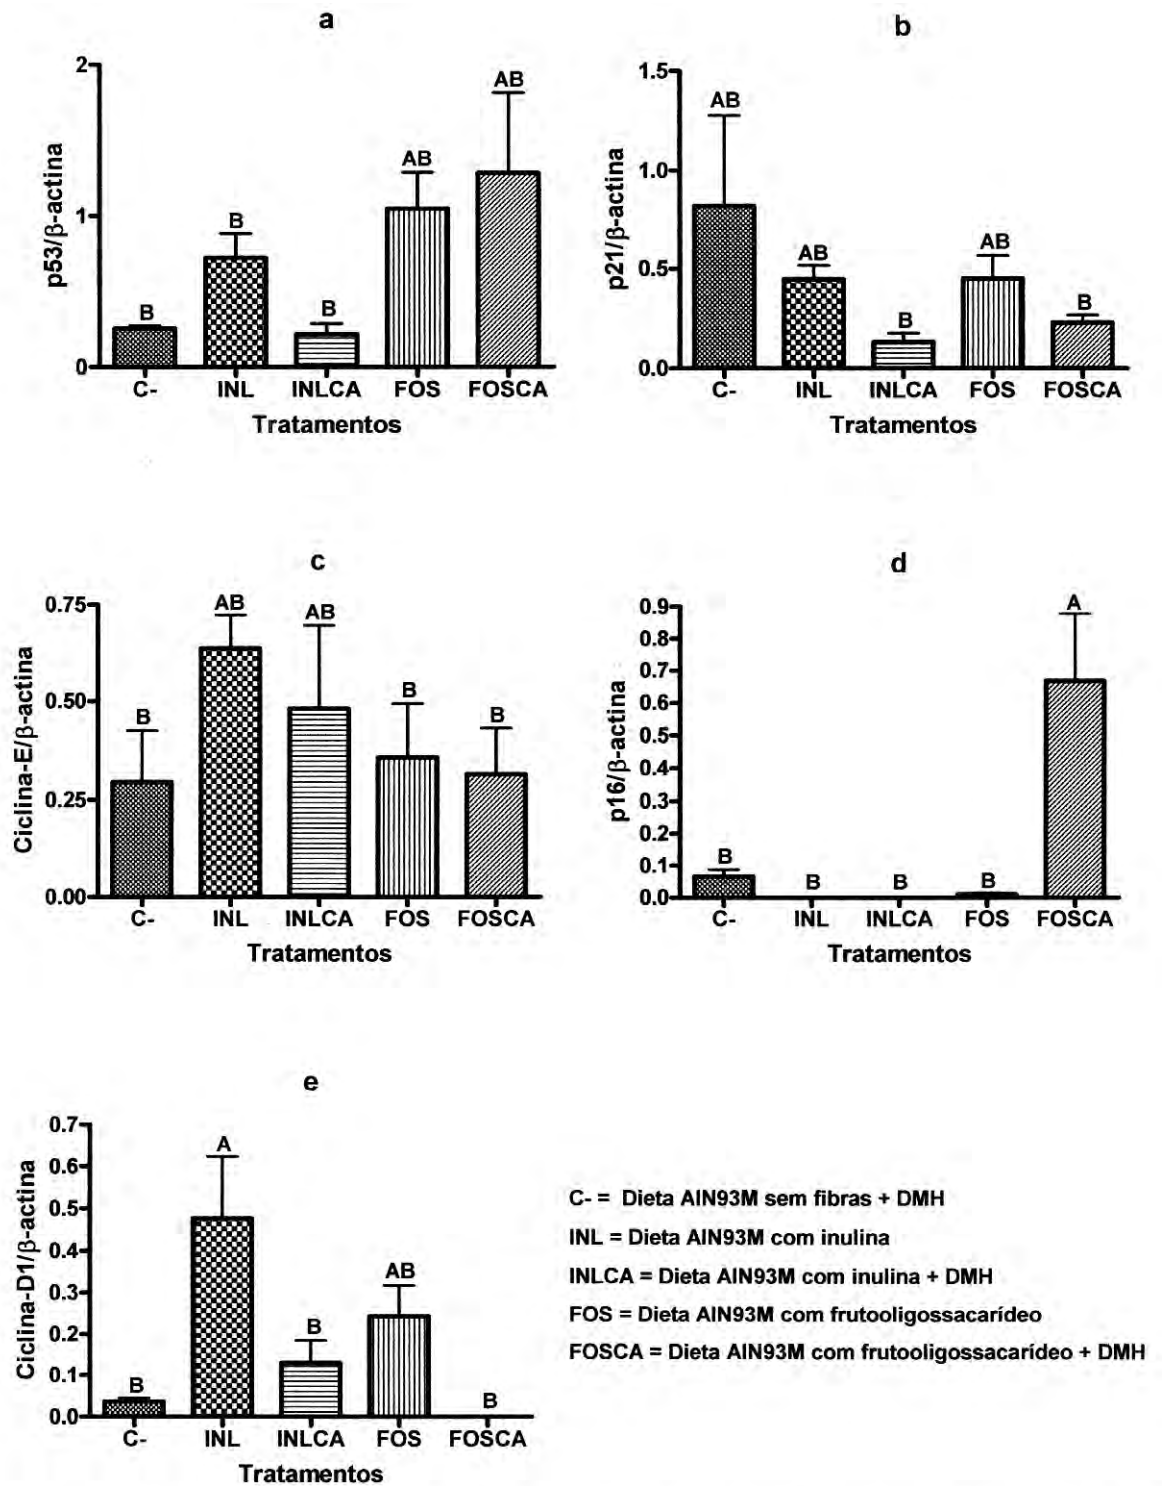 a
2
1
0
p53/β-actina
B
B
B
AB
AB
C-
INL
INLCA
FOS
FOSCA
Tratamentos
b
1.5
1.0
0.5
0.0
p21/β-actina
AB
AB
B
AB
B
C-
INL
INLCA
FOS
FOSCA
Tratamentos
c
0.75
0.50
0.25
0.00
Ciclina-E/β-actina
B
AB
AB
B
B
C-
INL
INLCA
FOS
FOSCA
Tratamentos
d
0.9
0.8
0.7
0.6
0.5
0.4
0.3
0.2
0.1
0.0
p16/β-actina
B
B
B
B
A
C-
INL
INLCA
FOS
FOSCA
Tratamentos
e
0.7
0.6
0.5
0.4
0.3
0.2
0.1
0.0
Ciclina-D1/β-actina
B
A
B
AB
B
C-
INL
INLCA
FOS
FOSCA
Tratamentos
C- = Dieta AIN93M sem fibras + DMH
INL = Dieta AIN93M com inulina
INLCA = Dieta AIN93M com inulina + DMH
FOS = Dieta AIN93M com frutooligossacarídeo
FOSCA = Dieta AIN93M com frutooligossacarídeo + DMH